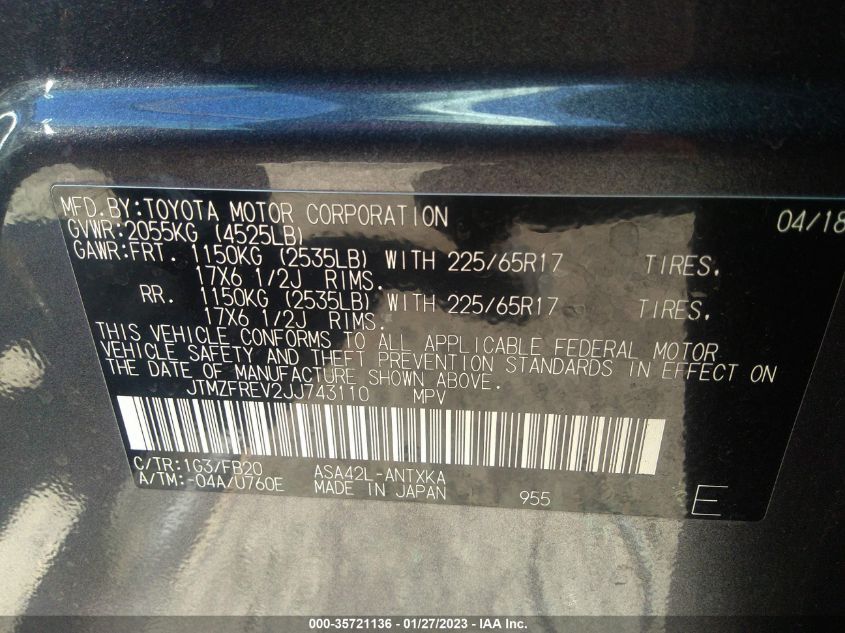 MFD.BY:TOYOTA MOTOR CORPORATION 04/18
GVWR:2055KG (4525LB)
GAWR:FRT. 1150KG (2535LB) WITH 225/65R17 TIRES,
17X6 1/2J RIMS.
RR. 1150KG (2535LB) WITH 225/65R17 TIRES,
17X6 1/2J RIMS.
THIS VEHICLE CONFORMS TO ALL APPLICABLE FEDERAL MOTOR
VEHICLE SAFETY AND THEFT PREVENTION STANDARDS IN EFFECT ON
THE DATE OF MANUFACTURE SHOWN ABOVE.
JTMZFREV2JJ743110 MPV
C/TR:1G3/FB20 ASA42L-ANTXKA
A/TM:-04A/U760E MADE IN JAPAN 955 E
000-35721136 - 01/27/2023 - IAA Inc.